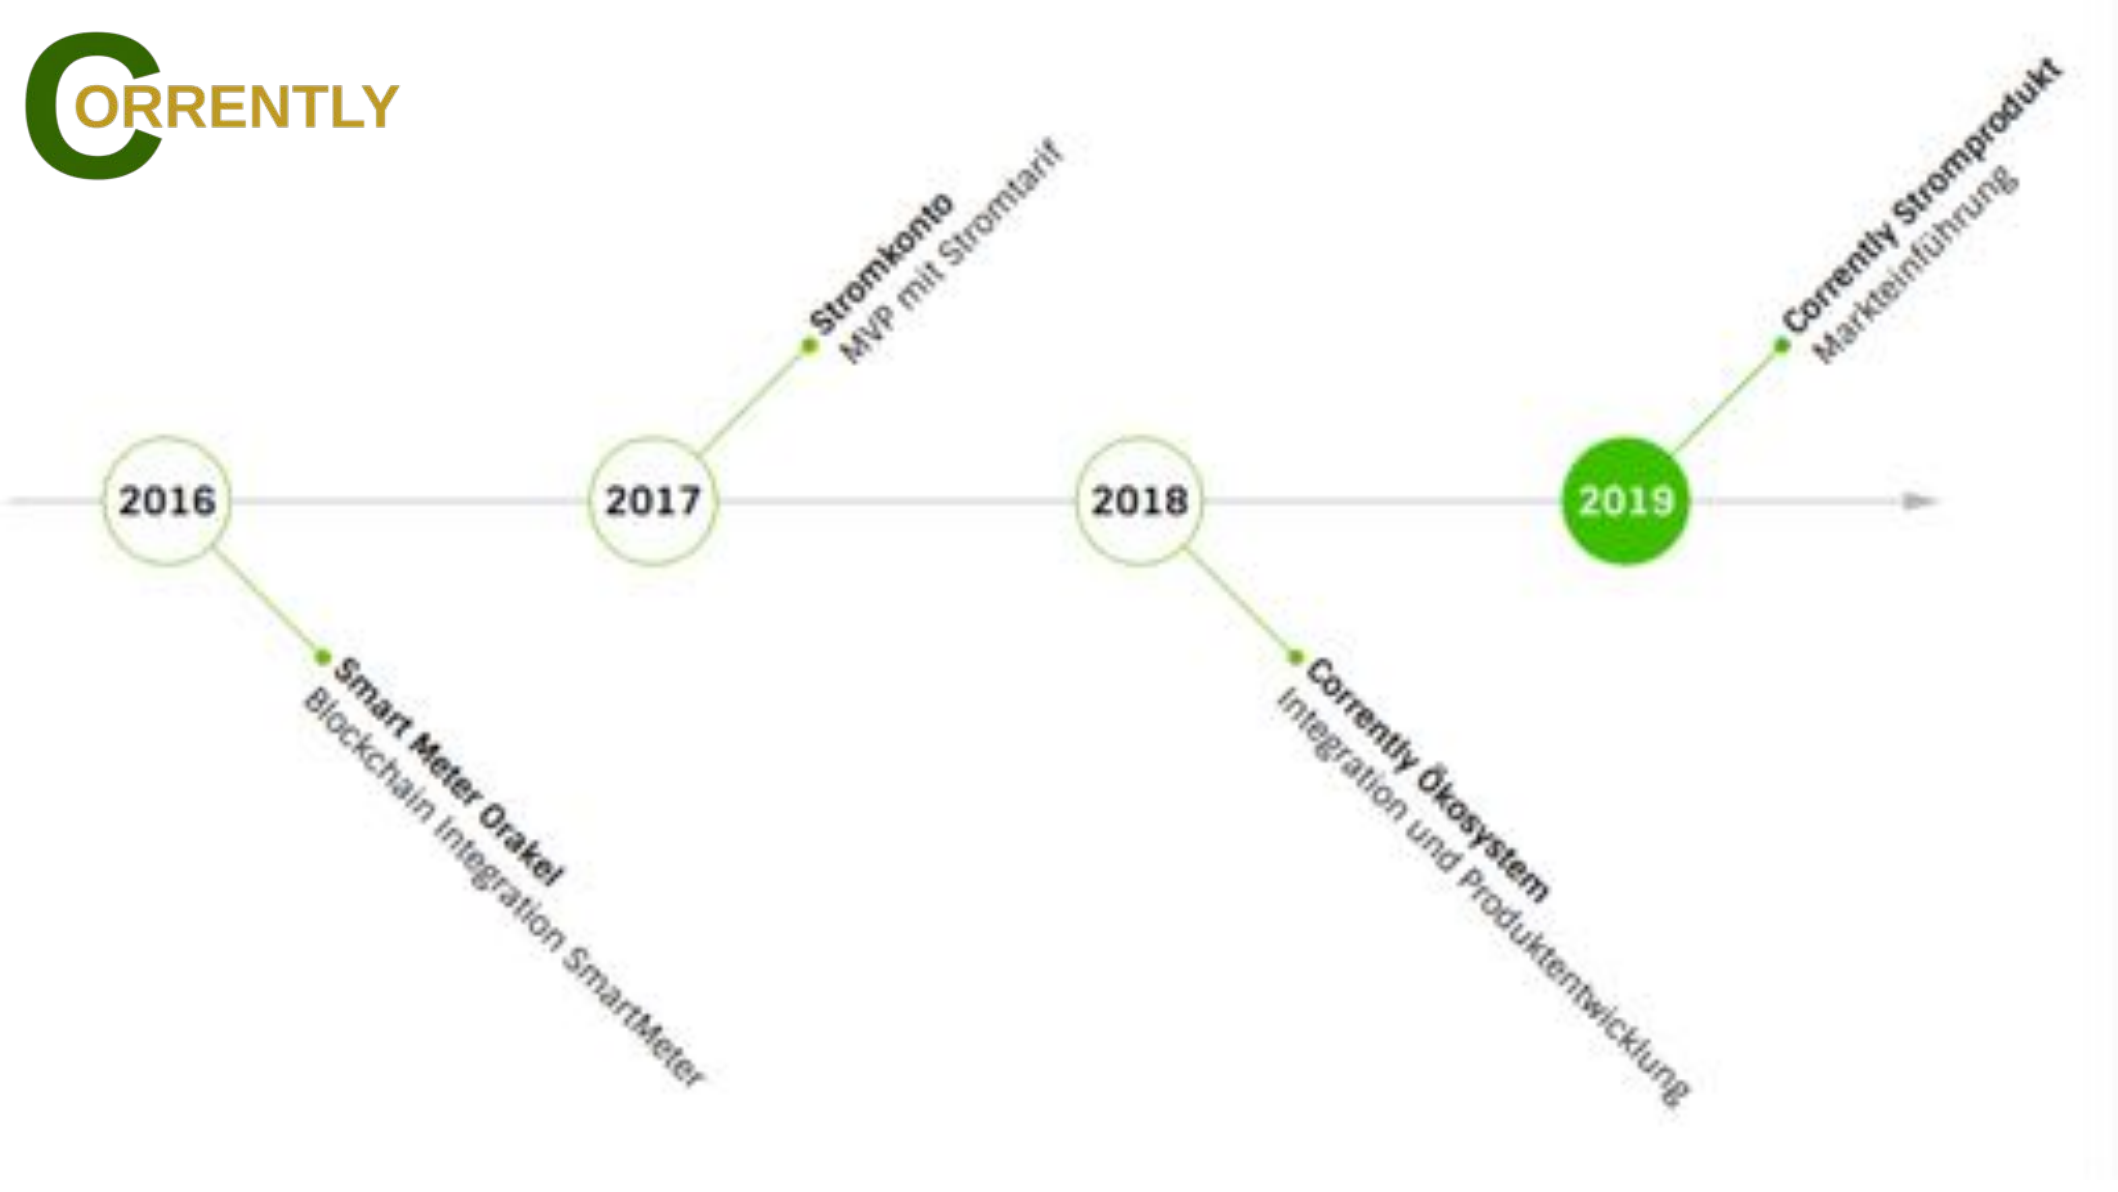 CORRENTLY
2016
Smart Meter Orakel
Blockchain Integration SmartMeter
2017
Stromkonto
MVP mit Stromtarif
2018
Corrently Ökosystem
Integration und Produktentwicklung
2019
Corrently Stromprodukt
Markteinführung